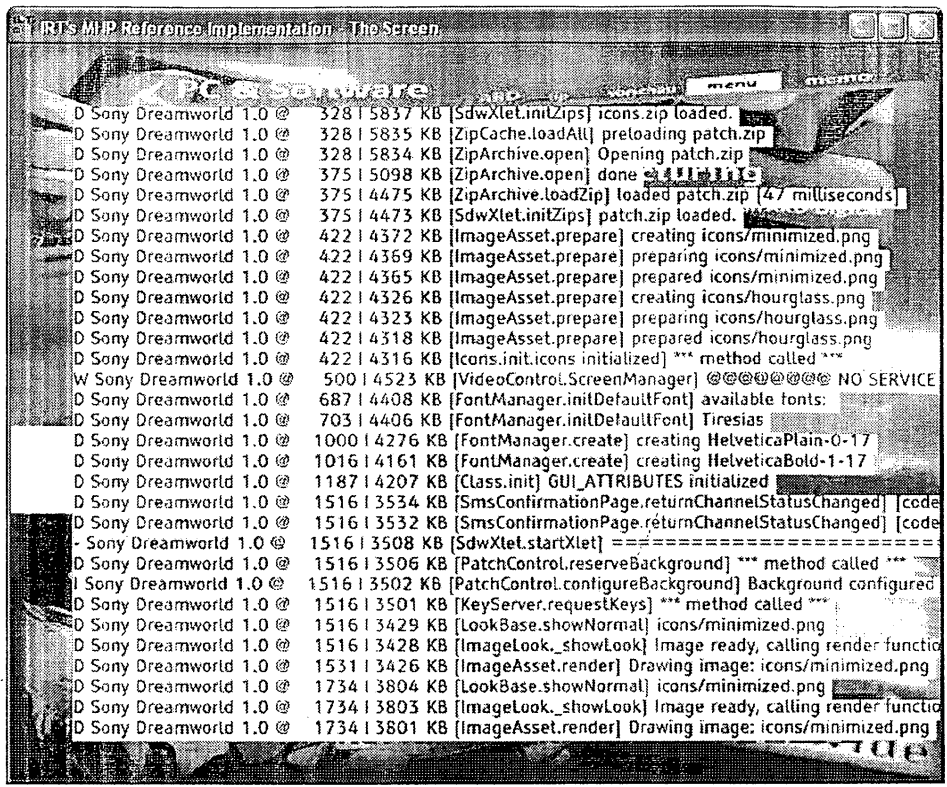 IRT's MHP Reference Implementation - The Screen
PC & Software
menu
D Sony Dreamworld 1.0 @ 328 | 5837 KB [SdwXlet.initZips] icons.zip loaded.
D Sony Dreamworld 1.0 @ 328 | 5835 KB [ZipCache.loadAll] preloading patch.zip
D Sony Dreamworld 1.0 @ 328 | 5834 KB [ZipArchive.open] Opening patch.zip
D Sony Dreamworld 1.0 @ 375 | 5098 KB [ZipArchive.open] done
D Sony Dreamworld 1.0 @ 375 | 4475 KB [ZipArchive.loadZip] loaded patch.zip [47 milliseconds]
D Sony Dreamworld 1.0 @ 375 | 4473 KB [SdwXlet.initZips] patch.zip loaded.
D Sony Dreamworld 1.0 @ 422 | 4372 KB [ImageAsset.prepare] creating icons/minimized.png
D Sony Dreamworld 1.0 @ 422 | 4369 KB [ImageAsset.prepare] preparing icons/minimized.png
D Sony Dreamworld 1.0 @ 422 | 4365 KB [ImageAsset.prepare] prepared icons/minimized.png
D Sony Dreamworld 1.0 @ 422 | 4326 KB [ImageAsset.prepare] creating icons/hourglass.png
D Sony Dreamworld 1.0 @ 422 | 4323 KB [ImageAsset.prepare] preparing icons/hourglass.png
D Sony Dreamworld 1.0 @ 422 | 4318 KB [ImageAsset.prepare] prepared icons/hourglass.png
D Sony Dreamworld 1.0 @ 422 | 4316 KB [Icons.init.icons initialized] *** method called ***
W Sony Dreamworld 1.0 @ 500 | 4523 KB [VideoControl.ScreenManager] @@@@@@@@ NO SERVICE
D Sony Dreamworld 1.0 @ 687 | 4408 KB [FontManager.initDefaultFont] available fonts:
D Sony Dreamworld 1.0 @ 703 | 4406 KB [FontManager.initDefaultFont] Tiresias
D Sony Dreamworld 1.0 @ 1000 | 4276 KB [FontManager.create] creating HelveticaPlain-0-17
D Sony Dreamworld 1.0 @ 1016 | 4161 KB [FontManager.create] creating HelveticaBold-1-17
D Sony Dreamworld 1.0 @ 1187 | 4207 KB [Class.init] GUI_ATTRIBUTES initialized
D Sony Dreamworld 1.0 @ 1516 | 3534 KB [SmsConfirmationPage.returnChannelStatusChanged] [code
D Sony Dreamworld 1.0 @ 1516 | 3532 KB [SmsConfirmationPage.returnChannelStatusChanged] [code
- Sony Dreamworld 1.0 @ 1516 | 3508 KB [SdwXlet.startXlet] =========================
D Sony Dreamworld 1.0 @ 1516 | 3506 KB [PatchControl.reserveBackground] *** method called ***
I Sony Dreamworld 1.0 @ 1516 | 3502 KB [PatchControl.configureBackground] Background configured
D Sony Dreamworld 1.0 @ 1516 | 3501 KB [KeyServer.requestKeys] *** method called ***
D Sony Dreamworld 1.0 @ 1516 | 3429 KB [LookBase.showNormal] icons/minimized.png
D Sony Dreamworld 1.0 @ 1516 | 3428 KB [ImageLook._showLook] Image ready, calling render functio
D Sony Dreamworld 1.0 @ 1531 | 3426 KB [ImageAsset.render] Drawing image: icons/minimized.png
D Sony Dreamworld 1.0 @ 1734 | 3804 KB [LookBase.showNormal] icons/minimized.png
D Sony Dreamworld 1.0 @ 1734 | 3803 KB [ImageLook._showLook] Image ready, calling render functio
D Sony Dreamworld 1.0 @ 1734 | 3801 KB [ImageAsset.render] Drawing image: icons/minimized.png